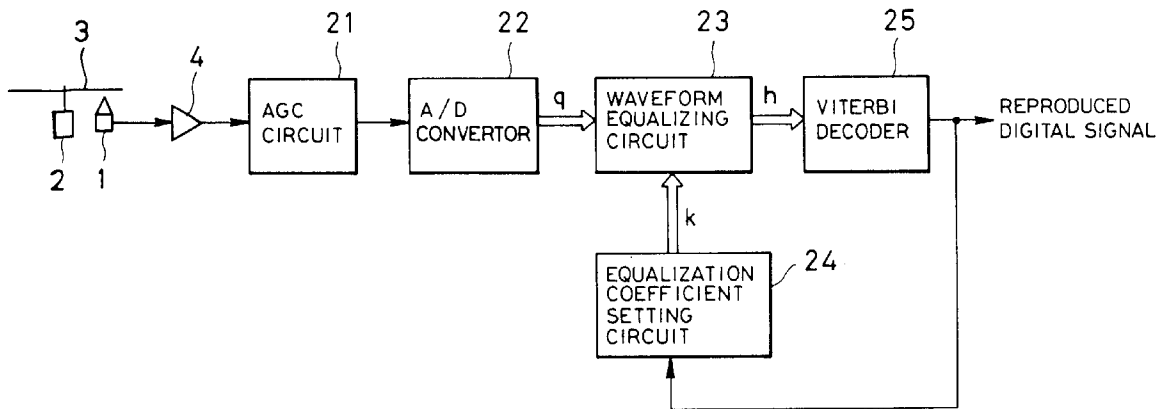 3
4
21
22
23
25
AGC
CIRCUIT
A/D
CONVERTOR
q
WAVEFORM
EQUALIZING
CIRCUIT
h
VITERBI
DECODER
REPRODUCED
DIGITAL SIGNAL
2
1
k
24
EQUALIZATION
COEFFICIENT
SETTING
CIRCUIT